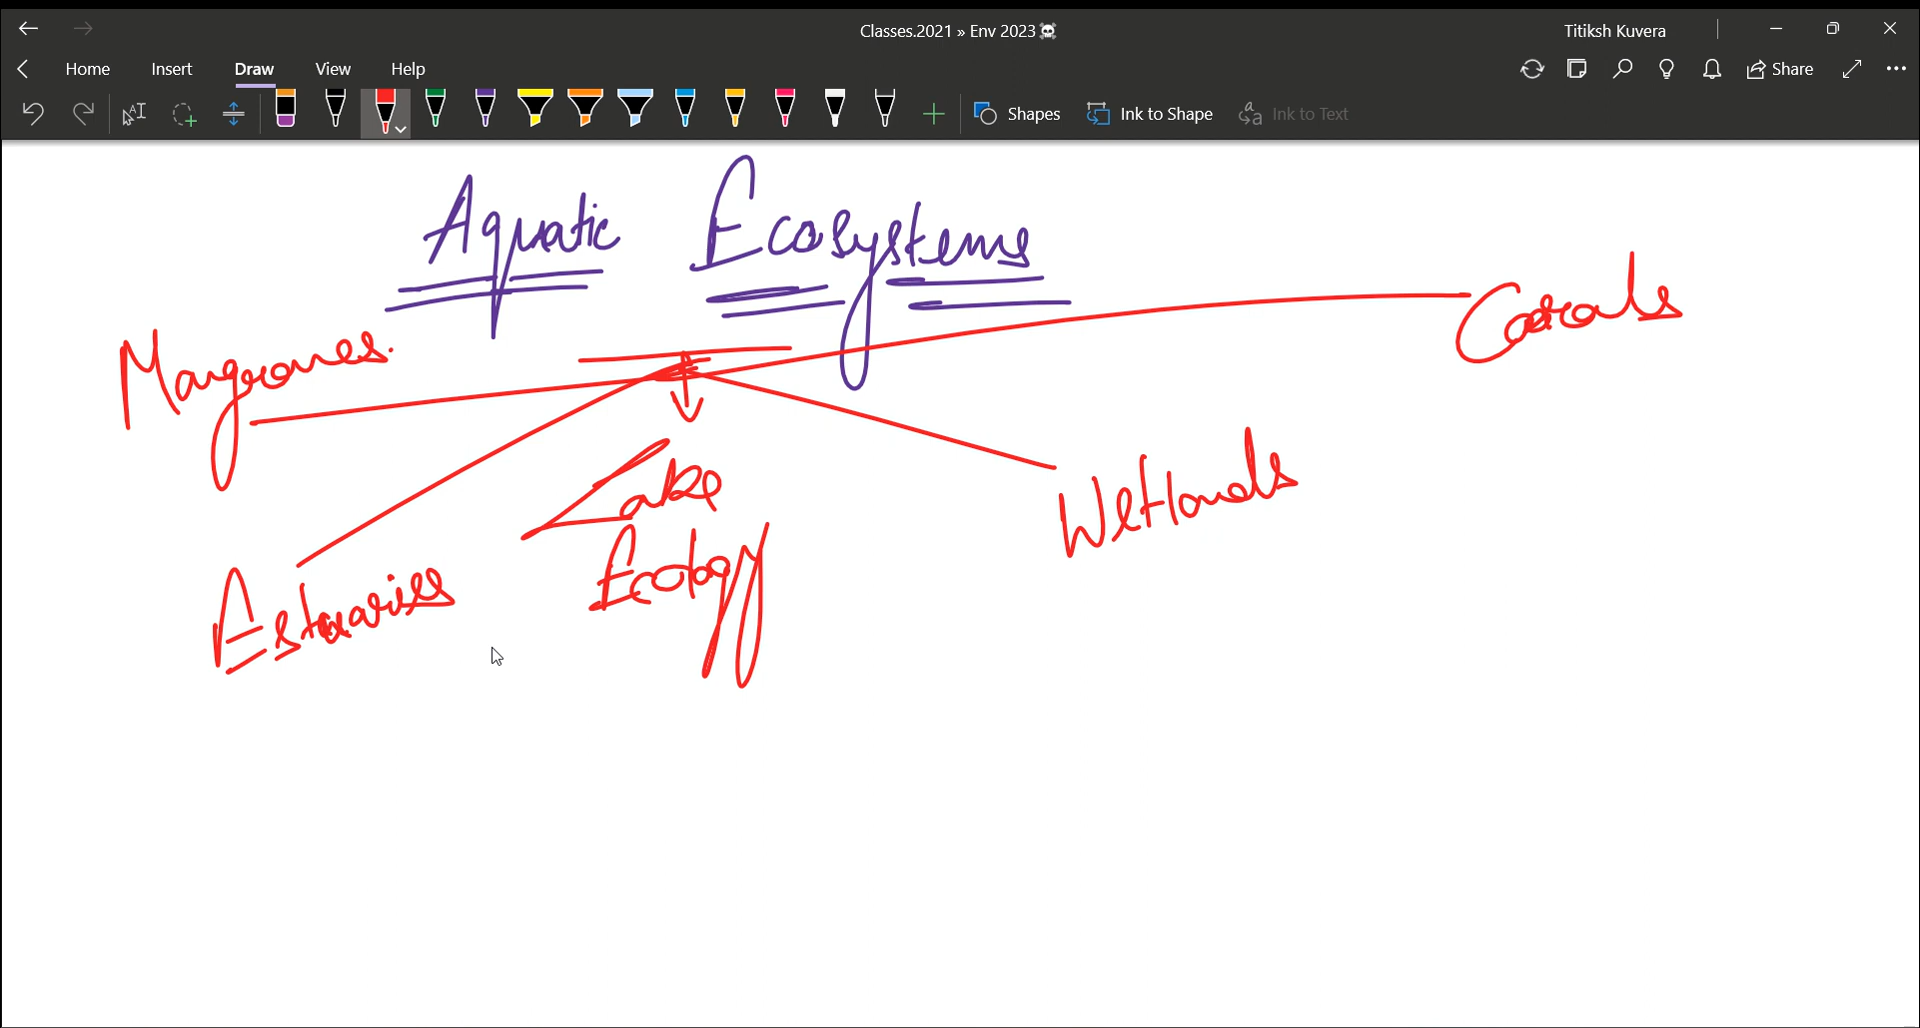 Classes.2021 » Env 2023☠
Titiksh Kuvera
Home Insert Draw View Help
Share
Shapes Ink to Shape Ink to Text
Aquatic Ecosystems
Corals
Mangroves.
Wetlands
Lake
Ecology
Estuaries